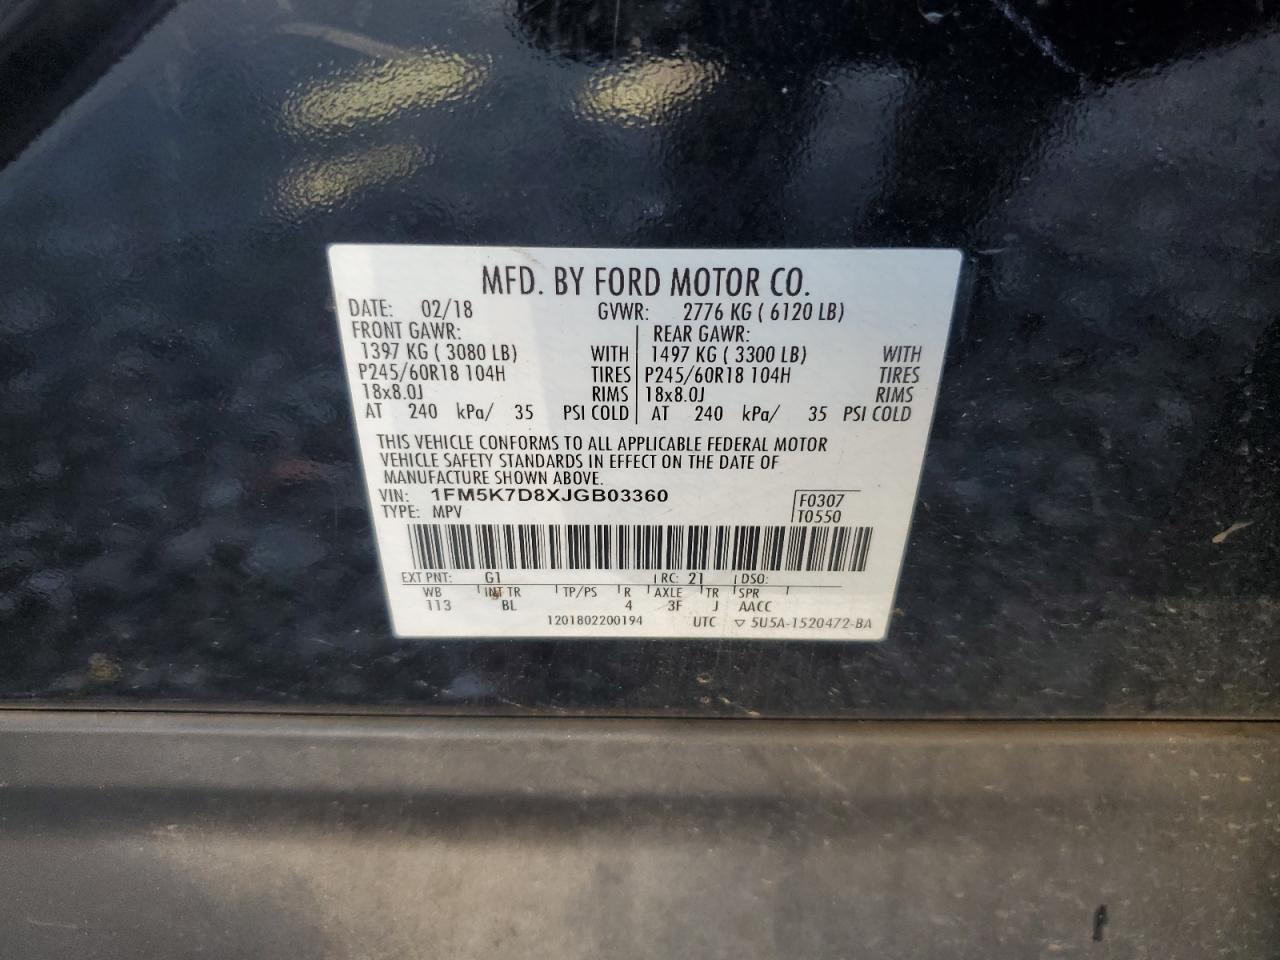 MFD. BY FORD MOTOR CO.
DATE: 02/18 GVWR: 2776 KG ( 6120 LB)
FRONT GAWR: REAR GAWR:
1397 KG ( 3080 LB) WITH 1497 KG ( 3300 LB) WITH
P245/60R18 104H TIRES P245/60R18 104H TIRES
18x8.0J RIMS 18x8.0J RIMS
AT 240 kPa/ 35 PSI COLD AT 240 kPa/ 35 PSI COLD
THIS VEHICLE CONFORMS TO ALL APPLICABLE FEDERAL MOTOR
VEHICLE SAFETY STANDARDS IN EFFECT ON THE DATE OF
MANUFACTURE SHOWN ABOVE.
VIN: 1FM5K7D8XJGB03360 F0307
TYPE: MPV T0550
EXT PNT: G1 RC: 21 DSO:
WB INT TR TP/PS R AXLE TR SPR
113 BL 4 3F J AACC
1201802200194 UTC ▽ 5U5A-1520472-BA